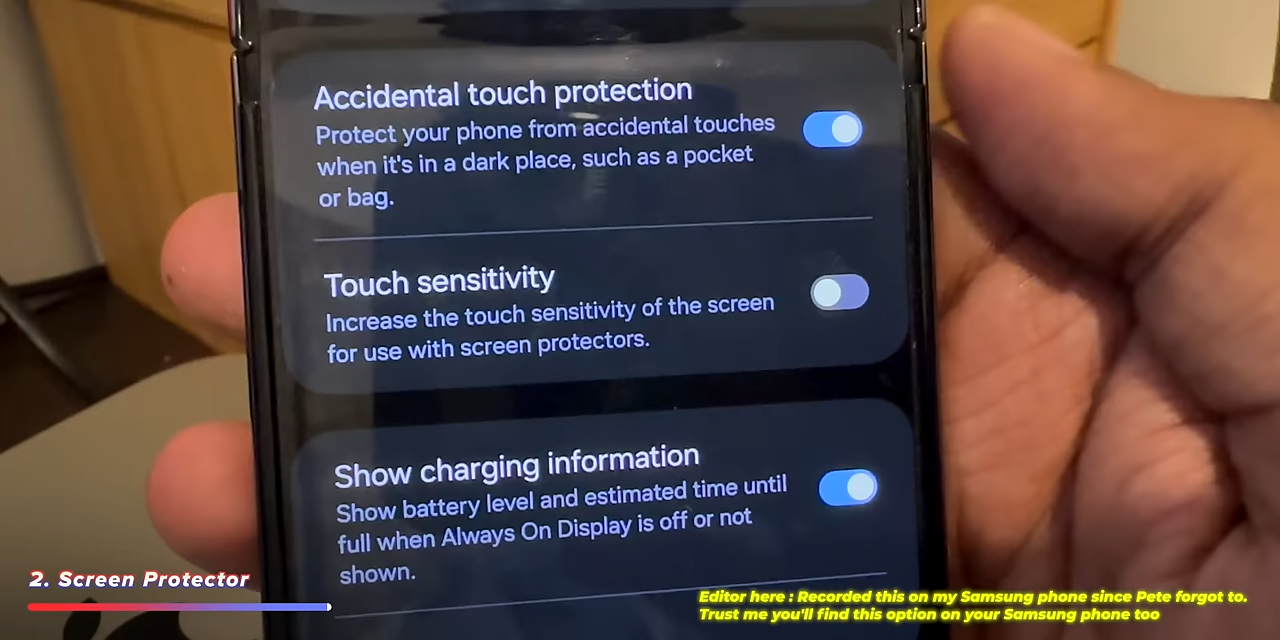 Accidental touch protection
Protect your phone from accidental touches
when it's in a dark place, such as a pocket
or bag.
Touch sensitivity
Increase the touch sensitivity of the screen
for use with screen protectors.
Show charging information
Show battery level and estimated time until
full when Always On Display is off or not
shown.
2. Screen Protector
Editor here : Recorded this on my Samsung phone since Pete forgot to.
Trust me you'll find this option on your Samsung phone too